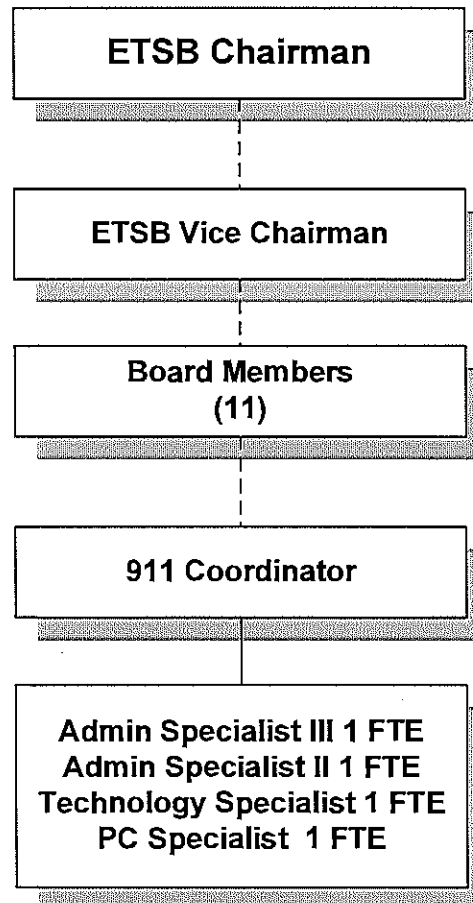 ETSB Chairman
ETSB Vice Chairman
Board Members
(11)
911 Coordinator
Admin Specialist III 1 FTE
Admin Specialist II 1 FTE
Technology Specialist 1 FTE
PC Specialist 1 FTE